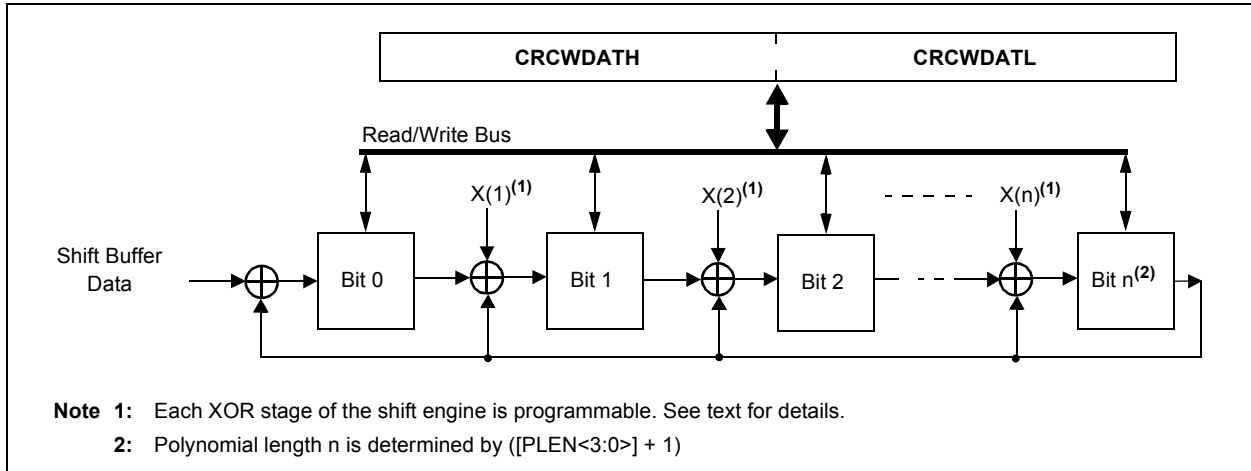 CRCWDATH CRCWDATL
Read/Write Bus
X(1)(1) X(2)(1) X(n)(1)
Shift Buffer
Data
Bit 0 Bit 1 Bit 2 Bit n(2)
Note 1: Each XOR stage of the shift engine is programmable. See text for details.
2: Polynomial length n is determined by ([PLEN<3:0>] + 1)